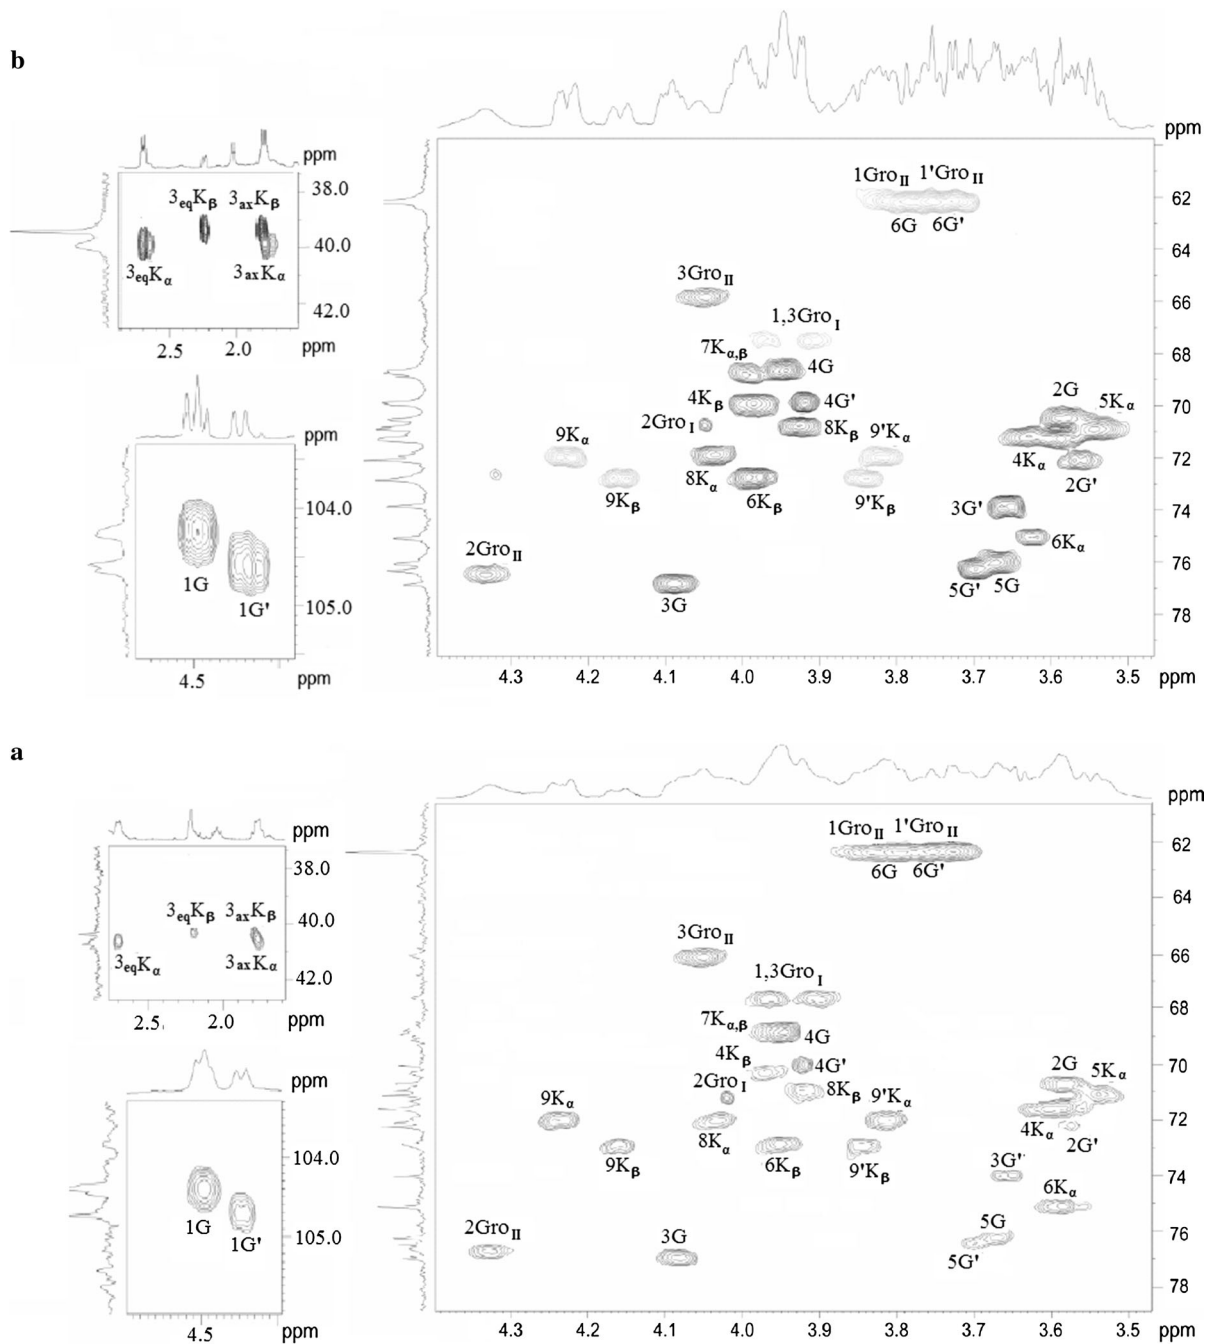 b
ppm
ppm
38.0
3eqKβ 3axKβ
40.0
3eqKα 3axKα
42.0
2.5 2.0 ppm
1GroII 1'GroII
62
6G 6G'
64
3GroII
66
1,3GroI
7Kα,β 4G
68
4Kβ 4G' 2G 5Kα
70
2GroI 8Kβ
9Kα 9'Kα
8Kα 4Kα
72
2G'
9Kβ 6Kβ 9'Kβ
3G'
74
6Kα
2GroII
76
3G 5G' 5G
78
4.3 4.2 4.1 4.0 3.9 3.8 3.7 3.6 3.5 ppm
ppm
104.0
1G 1G'
105.0
4.5 ppm
a
ppm
ppm
38.0
3eqKβ 3axKβ
40.0
3eqKα 3axKα
42.0
2.5 2.0 ppm
1GroII 1'GroII
62
6G 6G'
64
3GroII
66
1,3GroI
68
7Kα,β 4G
4Kβ 4G' 2G 5Kα
70
2GroI 8Kβ
9Kα 9'Kα
72
8Kα 4Kα
2G'
9Kβ 6Kβ 9'Kβ
3G'
74
6Kα
2GroII 3G 5G
76
5G'
78
4.3 4.2 4.1 4.0 3.9 3.8 3.7 3.6 3.5 ppm
ppm
104.0
1G 1G'
105.0
4.5 ppm